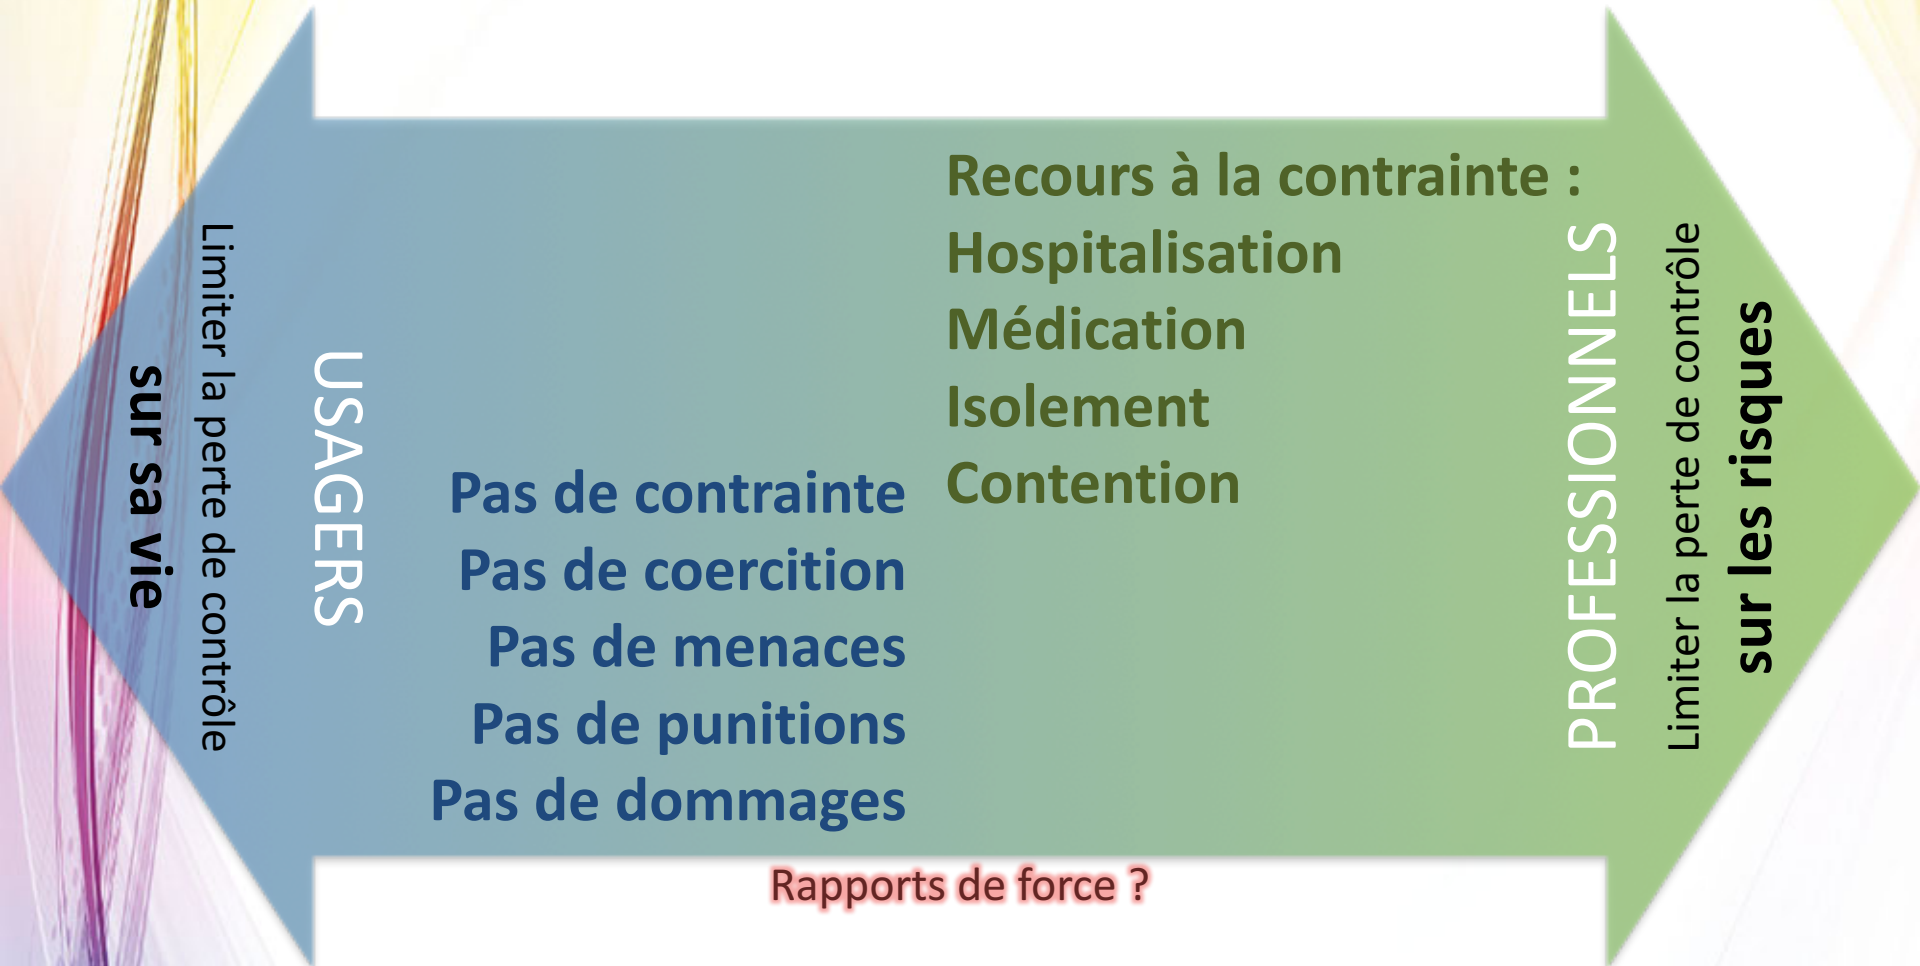 sur sa vie
Limiter la perte de contrôle
USAGERS
Pas de contrainte
Pas de coercition
Pas de menaces
Pas de punitions
Pas de dommages
Recours à la contrainte :
Hospitalisation
Médication
Isolement
Contention
PROFESSIONNELS
Limiter la perte de contrôle
sur les risques
Rapports de force ?